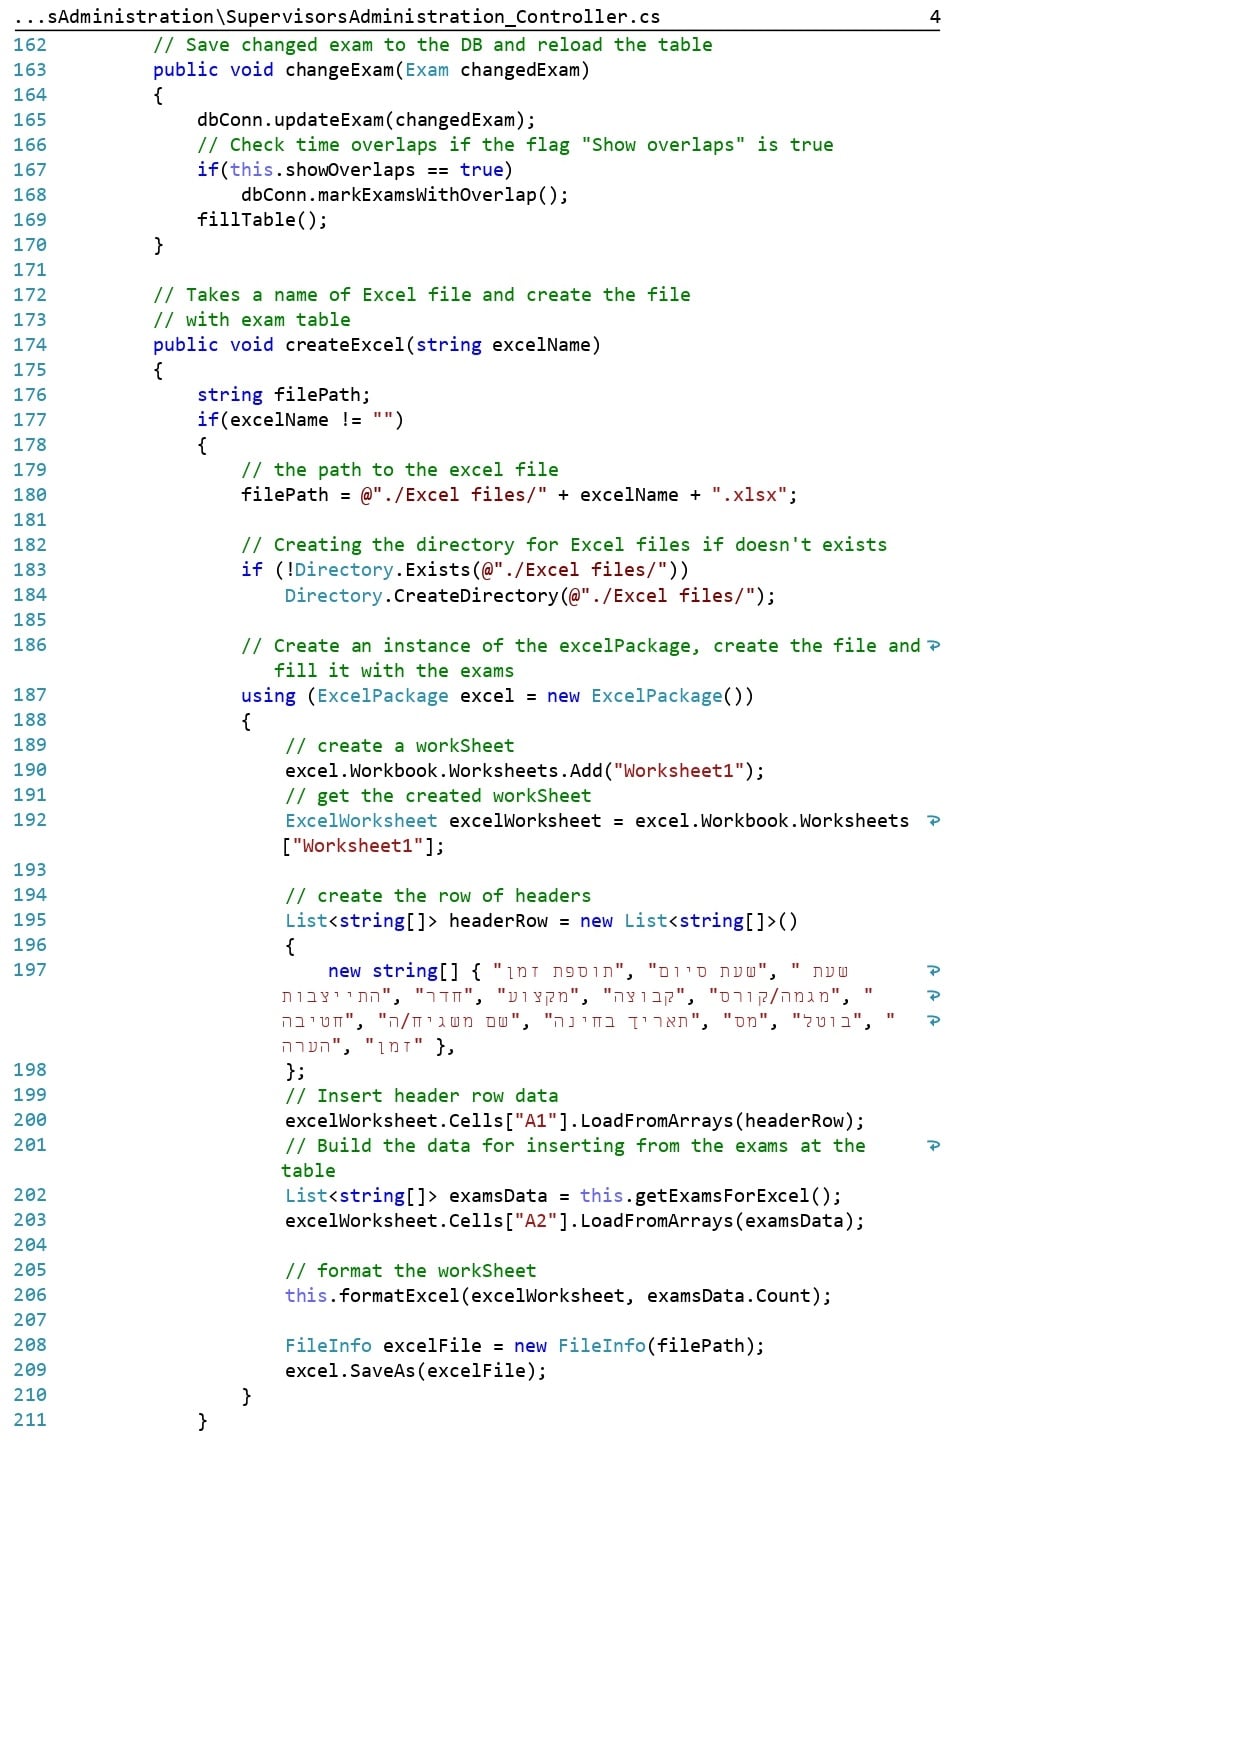 ...sAdministration\SupervisorsAdministration_Controller.cs 4
162 // Save changed exam to the DB and reload the table
163 public void changeExam(Exam changedExam)
164 {
165 dbConn.updateExam(changedExam);
166 // Check time overlaps if the flag "Show overlaps" is true
167 if(this.showOverlaps == true)
168 dbConn.markExamsWithOverlap();
169 fillTable();
170 }
171
172 // Takes a name of Excel file and create the file
173 // with exam table
174 public void createExcel(string excelName)
175 {
176 string filePath;
177 if(excelName != "")
178 {
179 // the path to the excel file
180 filePath = @"./Excel files/" + excelName + ".xlsx";
181
182 // Creating the directory for Excel files if doesn't exists
183 if (!Directory.Exists(@"./Excel files/"))
184 Directory.CreateDirectory(@"./Excel files/");
185
186 // Create an instance of the excelPackage, create the file and
fill it with the exams
187 using (ExcelPackage excel = new ExcelPackage())
188 {
189 // create a workSheet
190 excel.Workbook.Worksheets.Add("Worksheet1");
191 // get the created workSheet
192 ExcelWorksheet excelWorksheet = excel.Workbook.Worksheets
["Worksheet1"];
193
194 // create the row of headers
195 List<string[]> headerRow = new List<string[]>()
196 {
197 new string[] { "תוספת זמן", "שעת סיום", " שעת
התייצבות", "חדר", "מקצוע", "קבוצה", "מגמה/קורס", "
חטיבה", "שם משגיח/ה", "תאריך בחינה", "מס", "בוטל", "
הערה", "זמן" },
198 };
199 // Insert header row data
200 excelWorksheet.Cells["A1"].LoadFromArrays(headerRow);
201 // Build the data for inserting from the exams at the
table
202 List<string[]> examsData = this.getExamsForExcel();
203 excelWorksheet.Cells["A2"].LoadFromArrays(examsData);
204
205 // format the workSheet
206 this.formatExcel(excelWorksheet, examsData.Count);
207
208 FileInfo excelFile = new FileInfo(filePath);
209 excel.SaveAs(excelFile);
210 }
211 }